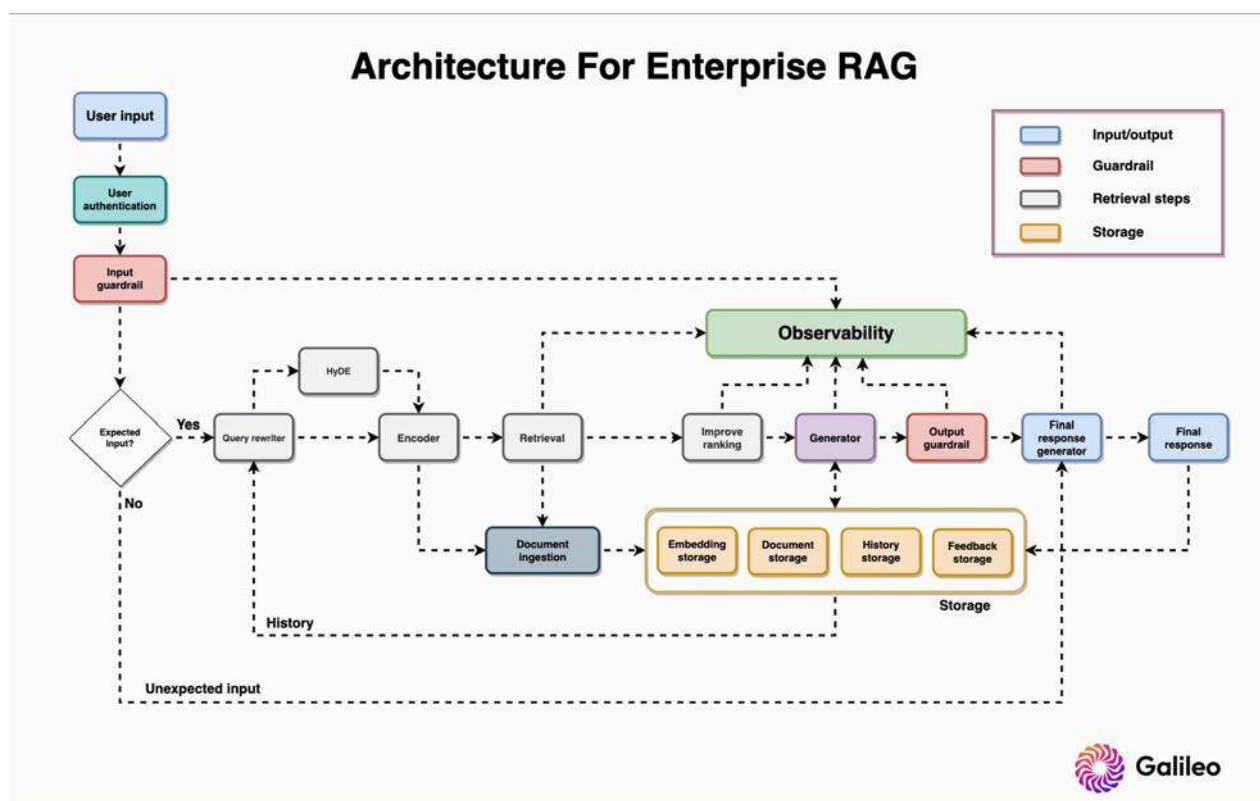 Architecture For Enterprise RAG
User input
User
authentication
Input
guardrail
Input/output
Guardrail
Retrieval steps
Storage
Observability
HyDE
Expected
input?
Yes
No
Query rewriter
Encoder
Retrieval
Improve
ranking
Generator
Output
guardrail
Final
response
generator
Final
response
Document
ingestion
Embedding
storage
Document
storage
History
storage
Feedback
storage
Storage
History
Unexpected input
Galileo